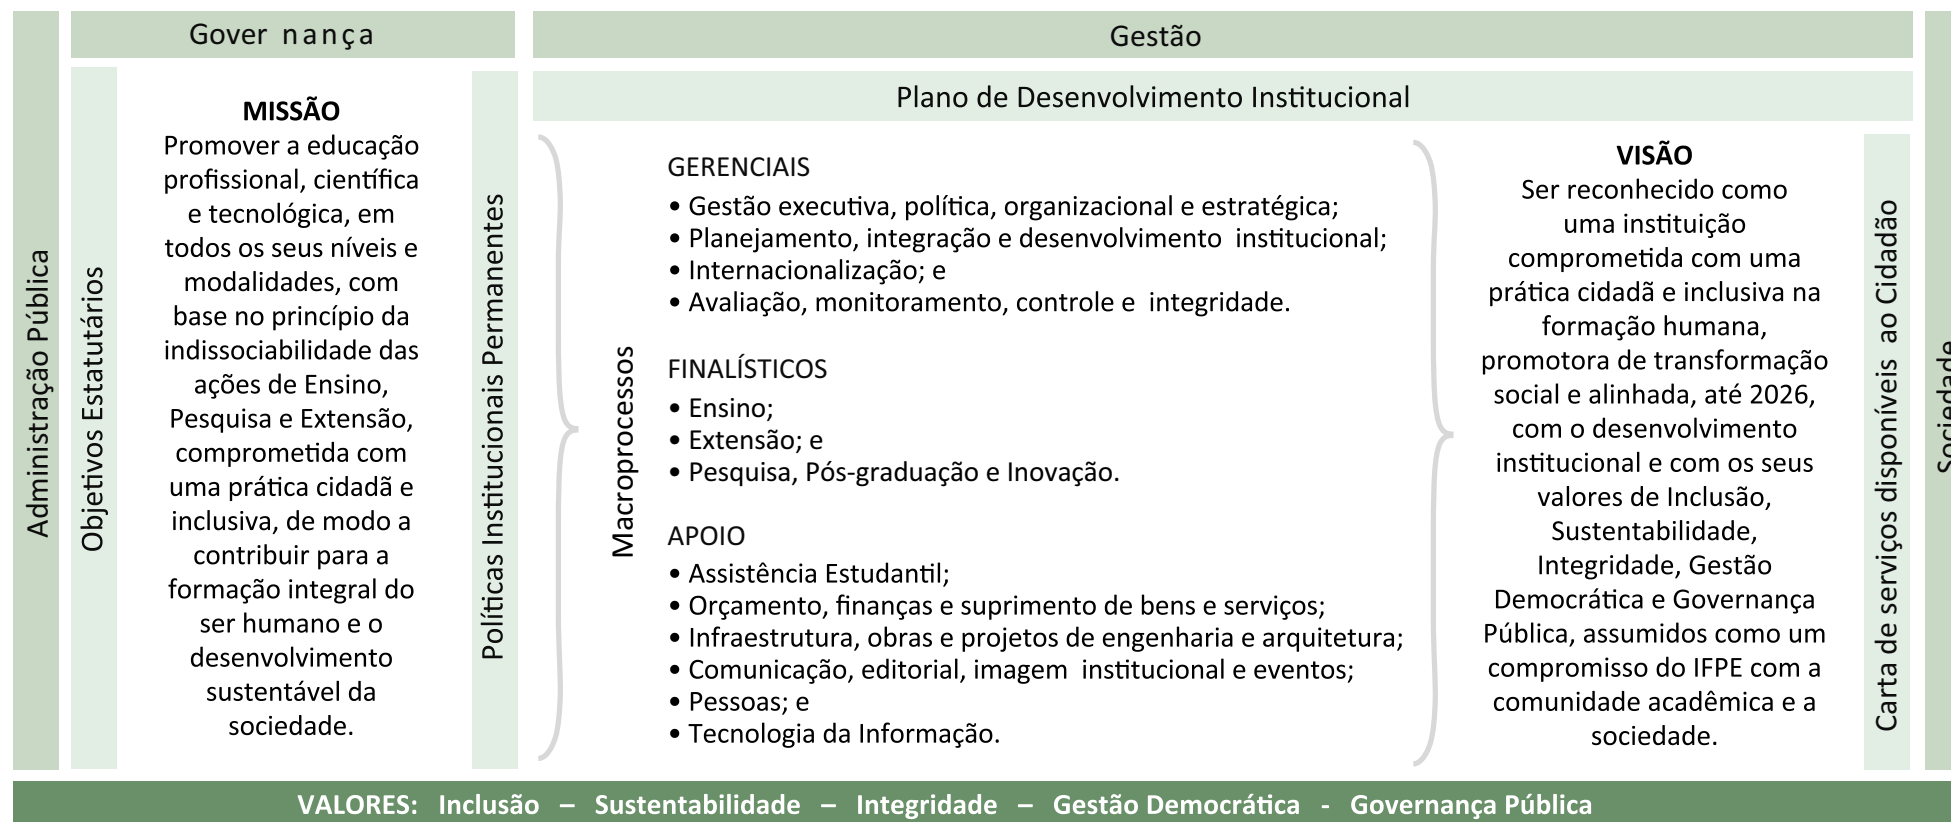 Administração Pública
Gover nança
Objetivos Estatutários
MISSÃO
Promover a educação
profissional, científica
e tecnológica, em
todos os seus níveis e
modalidades, com
base no princípio da
indissociabilidade das
ações de Ensino,
Pesquisa e Extensão,
comprometida com
uma prática cidadã e
inclusiva, de modo a
contribuir para a
formação integral do
ser humano e o
desenvolvimento
sustentável da
sociedade.
Políticas Institucionais Permanentes
Gestão
Plano de Desenvolvimento Institucional
Macroprocessos
GERENCIAIS
• Gestão executiva, política, organizacional e estratégica;
• Planejamento, integração e desenvolvimento institucional;
• Internacionalização; e
• Avaliação, monitoramento, controle e integridade.
FINALÍSTICOS
• Ensino;
• Extensão; e
• Pesquisa, Pós-graduação e Inovação.
APOIO
• Assistência Estudantil;
• Orçamento, finanças e suprimento de bens e serviços;
• Infraestrutura, obras e projetos de engenharia e arquitetura;
• Comunicação, editorial, imagem institucional e eventos;
• Pessoas; e
• Tecnologia da Informação.
VISÃO
Ser reconhecido como
uma instituição
comprometida com uma
prática cidadã e inclusiva na
formação humana,
promotora de transformação
social e alinhada, até 2026,
com o desenvolvimento
institucional e com os seus
valores de Inclusão,
Sustentabilidade,
Integridade, Gestão
Democrática e Governança
Pública, assumidos como um
compromisso do IFPE com a
comunidade acadêmica e a
sociedade.
Carta de serviços disponíveis ao Cidadão
Sociedade
VALORES: Inclusão – Sustentabilidade – Integridade – Gestão Democrática - Governança Pública